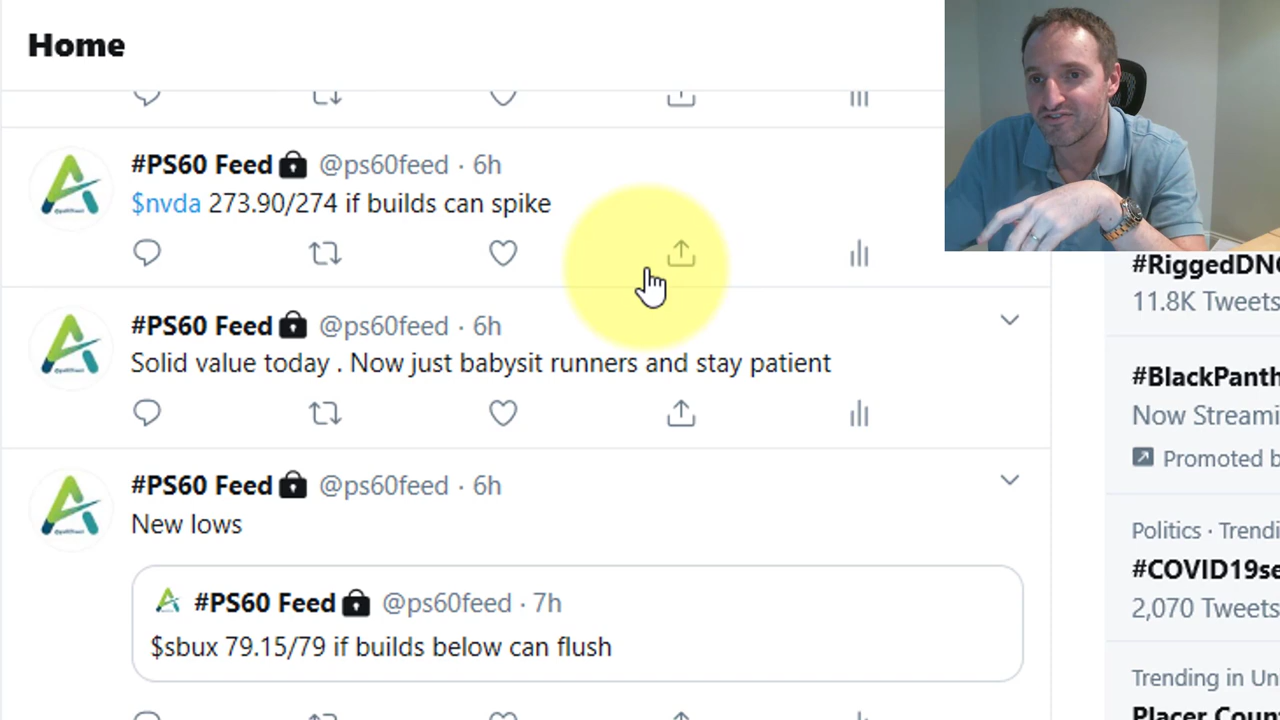 Home
#PS60 Feed @ps60feed · 6h
$nvda 273.90/274 if builds can spike
#PS60 Feed @ps60feed · 6h
Solid value today . Now just babysit runners and stay patient
#PS60 Feed @ps60feed · 6h
New lows
#PS60 Feed @ps60feed · 7h
$sbux 79.15/79 if builds below can flush
#RiggedDNC
11.8K Tweets
#BlackPanth
Now Streami
Promoted b
Politics · Trendi
#COVID19se
2,070 Tweets
Trending in Un
Placer Coun